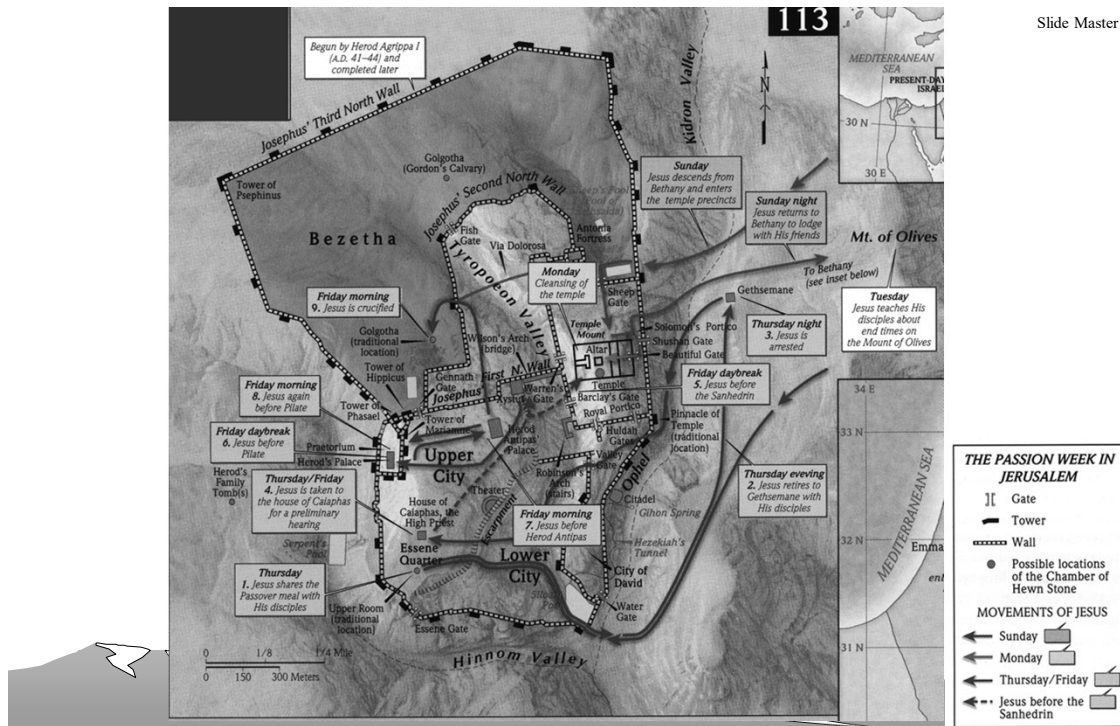 Slide Master
113
Begun by Herod Agrippa I
(A.D. 41–44) and
completed later
Josephus' Third North Wall
Kidron Valley
N
MEDITERRANEAN
SEA
PRESENT-DAY
ISRAEL
30 N
30 E
Golgotha
(Gordon's Calvary)
Tower of
Psephinus
Josephus' Second North Wall
Sunday
Jesus descends from
Bethany and enters
the temple precincts
Sunday night
Jesus returns to
Bethany to lodge
with His friends
Mt. of Olives
Bezetha
Fish
Gate
Via Dolorosa
Antonia
Fortress
Tyropoeon Valley
Monday
Cleansing of
the temple
Sheep
Gate
To Bethany
(see inset below)
Gethsemane
Tuesday
Jesus teaches His
disciples about
end times on
the Mount of Olives
Friday morning
9. Jesus is crucified
Thursday night
3. Jesus is
arrested
Golgotha
(traditional
location)
Wilson's Arch
(bridge)
Temple
Mount
Altar
Solomon's Portico
Shushan Gate
Beautiful Gate
Tower of
Hippicus
Gennath
Gate
Josephus' First N. Wall
Warren's
Gate
Xystus
Temple
Barclay's Gate
Royal Portico
Friday daybreak
5. Jesus before
the Sanhedrin
34 E
Friday morning
8. Jesus again
before Pilate
Tower of
Phasael
Tower of
Mariamne
Herod
Antipas'
Palace
Huldah
Gates
Pinnacle of
Temple
(traditional
location)
33 N
Friday daybreak
6. Jesus before
Pilate
Praetorium
Herod's Palace
Upper
City
Valley
Gate
Robinson's
Arch
(stairs)
Ophel
Herod's
Family
Tomb(s)
Thursday/Friday
4. Jesus is taken to
the house of Caiaphas
for a preliminary
hearing
Theater
House of
Caiaphas, the
High Priest
Escarpment
Citadel
Gihon Spring
Thursday eveving
2. Jesus retires to
Gethsemane with
His disciples
MEDITERRANEAN SEA
Friday morning
7. Jesus before
Herod Antipas
Serpent's
Pool
Essene
Quarter
Lower
City
Hezekiah's
Tunnel
32 N
Emma
Thursday
1. Jesus shares the
Passover meal with
His disciples
City of
David
Upper Room
(traditional
location)
Essene Gate
Water
Gate
Hinnom Valley
31 N
0 1/8 1/4 Mile
0 150 300 Meters
THE PASSION WEEK IN
JERUSALEM
Gate
Tower
Wall
Possible locations
of the Chamber of
Hewn Stone
MOVEMENTS OF JESUS
Sunday
Monday
Thursday/Friday
Jesus before the
Sanhedrin